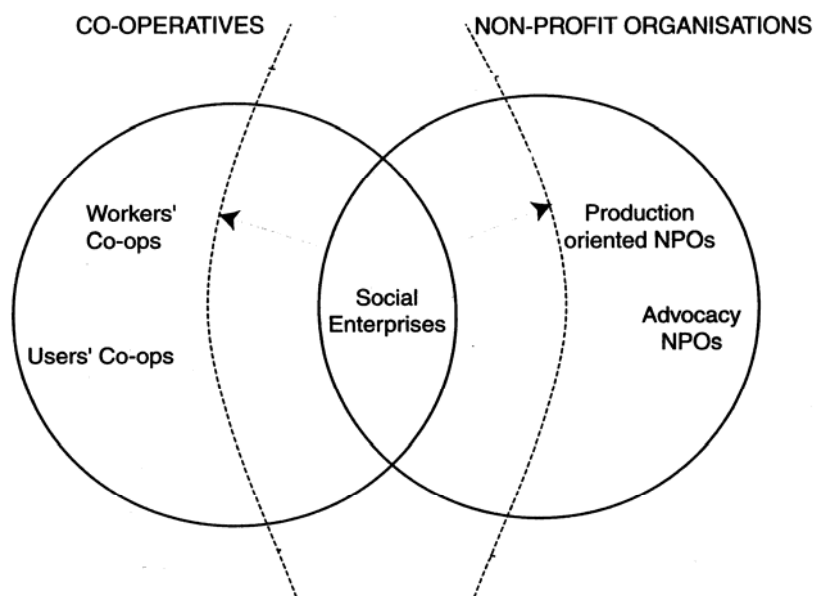 CO-OPERATIVES
NON-PROFIT ORGANISATIONS
Workers'
Co-ops
Users' Co-ops
Social
Enterprises
Production
oriented NPOs
Advocacy
NPOs